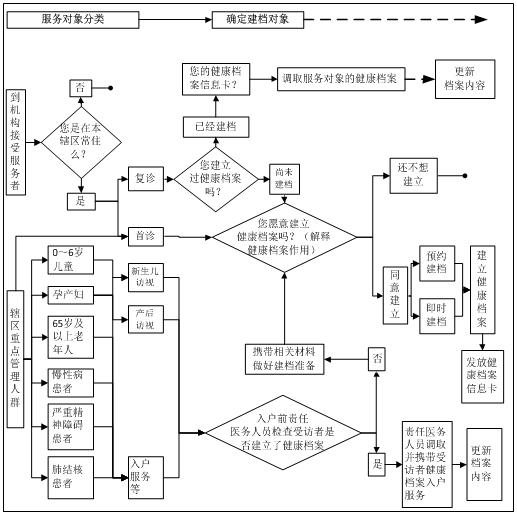 服务对象分类
确定建档对象
到
机构
接受
服务
者
否
您是在本
辖区常住
么？
是
您的健康档
案信息卡？
调取服务对象的健康档案
更新
档案内容
已经建档
复诊
您建立
过健康档案
吗？
尚未
建档
还不想
建立
首诊
您愿意建立
健康档案吗？（解释
健康档案作用）
同意
建立
预约
建档
即时
建档
建立
健康
档案
发放健
康档案
信息卡
辖区
重点
管理
人群
0～6岁
儿童
孕产妇
65岁及
以上老
年人
慢性病
患者
严重精
神障碍
患者
肺结核
患者
新生儿
访视
产后
访视
入户
服务
等
携带相关材料
做好建档准备
否
入户前责任
医务人员检查受访者是
否建立了健康档案
是
责任医务
人员调取
并携带受
访者健康
档案入户
服务
更新
档案
内容